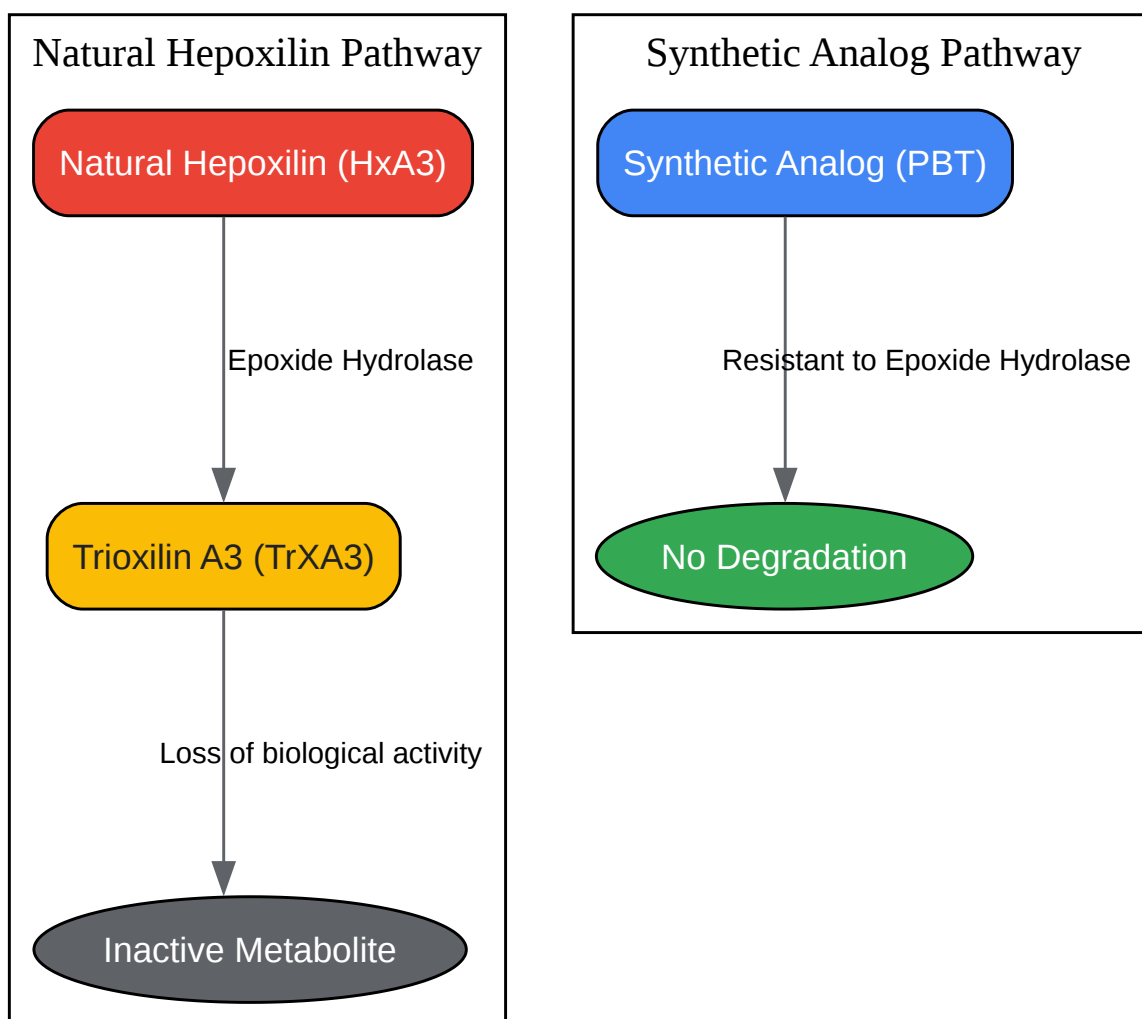 Natural Hepoxilin Pathway
Natural Hepoxilin (HxA3)
Epoxide Hydrolase
Trioxilin A3 (TrXA3)
Loss of biological activity
Inactive Metabolite
Synthetic Analog Pathway
Synthetic Analog (PBT)
Resistant to Epoxide Hydrolase
No Degradation